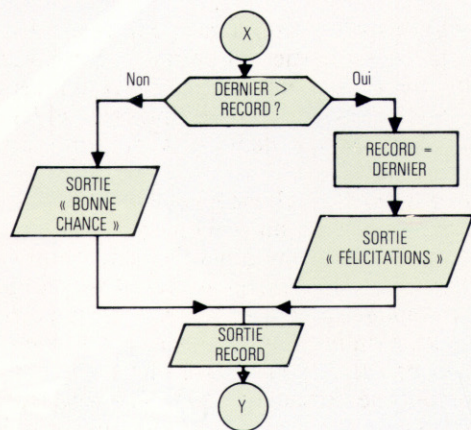 X
DERNIER >
RECORD ?
Non
Oui
RECORD =
DERNIER
SORTIE
« BONNE
CHANCE »
SORTIE
« FÉLICITATIONS »
SORTIE
RECORD
Y